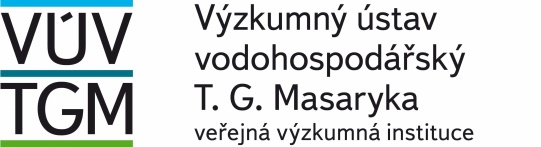 VÚV
TGM
Výzkumný ústav
vodohospodářský
T. G. Masaryka
veřejná výzkumná instituce